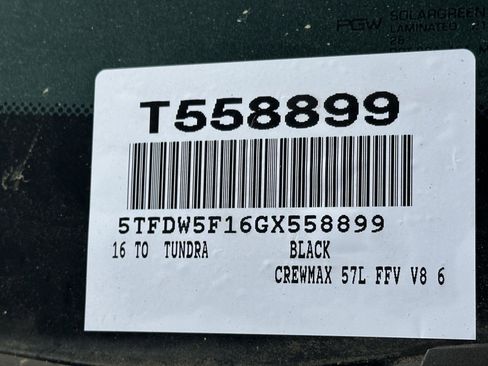 PGW SOLARGREEN
LAMINATED
T558899
5TFDW5F16GX558899
16 TO TUNDRA BLACK
CREWMAX 57L FFV V8 6